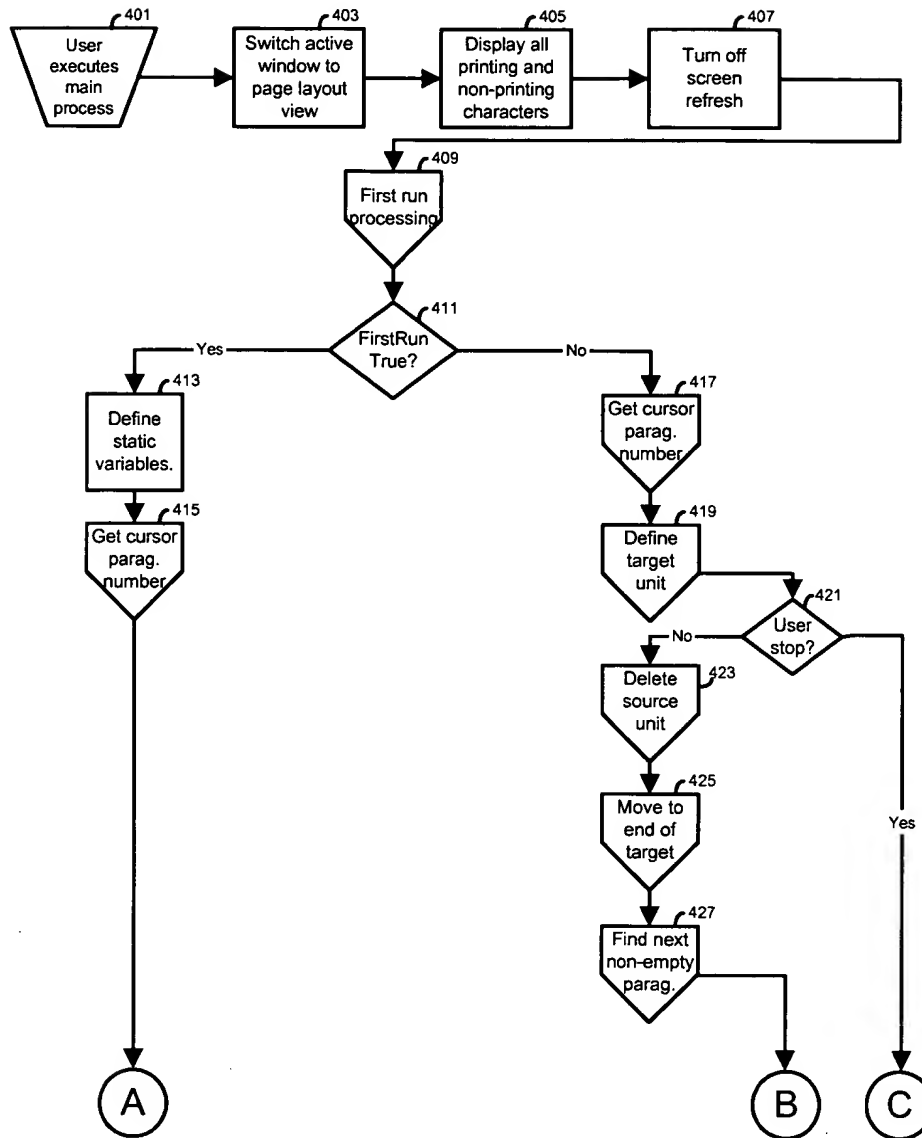 401
User
executes
main
process
403
Switch active
window to
page layout
view
405
Display all
printing and
non-printing
characters
407
Turn off
screen
refresh
409
First run
processing
411
FirstRun
True?
Yes
No
413
Define
static
variables.
415
Get cursor
parag.
number
417
Get cursor
parag.
number
419
Define
target
unit
421
User
stop?
No
Yes
423
Delete
source
unit
425
Move to
end of
target
427
Find next
non-empty
parag.
A
B
C